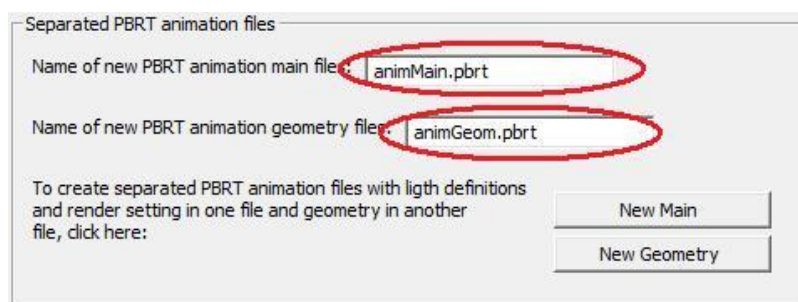 Separated PBRT animation files
Name of new PBRT animation main files: animMain.pbrt
Name of new PBRT animation geometry files: animGeom.pbrt
To create separated PBRT animation files with ligth definitions
and render setting in one file and geometry in another
file, click here:
New Main
New Geometry